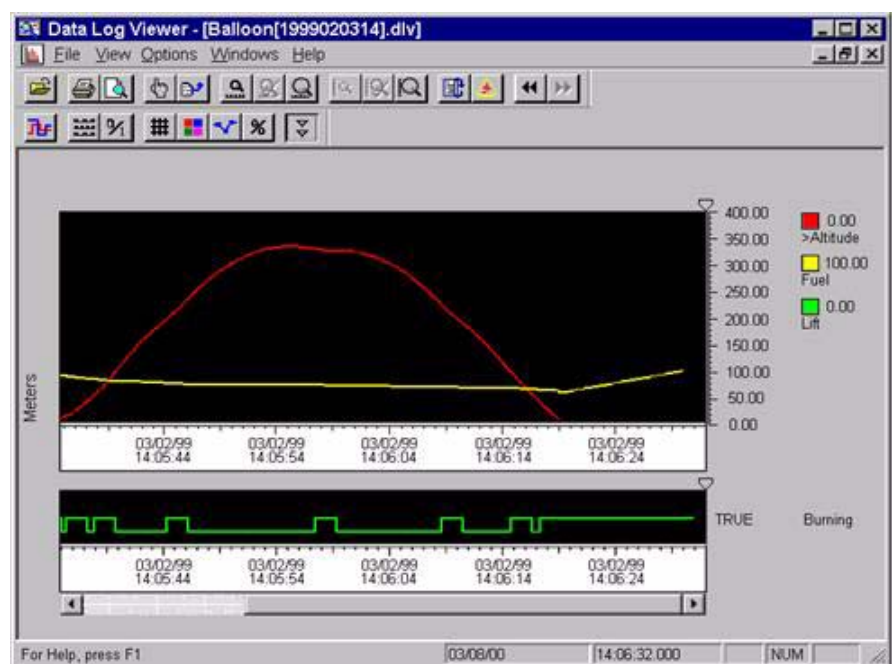 Data Log Viewer - [Balloon[1999020314].dlv]
File View Options Windows Help
0/1 %
400.00
350.00
300.00
250.00
200.00
150.00
100.00
50.00
0.00
0.00
>Altitude
100.00
Fuel
0.00
Lift
Meters
03/02/99 03/02/99 03/02/99 03/02/99 03/02/99
14:05:44 14:05:54 14:06:04 14:06:14 14:06:24
TRUE Burning
03/02/99 03/02/99 03/02/99 03/02/99 03/02/99
14:05:44 14:05:54 14:06:04 14:06:14 14:06:24
For Help, press F1 03/08/00 14:06:32.000 NUM